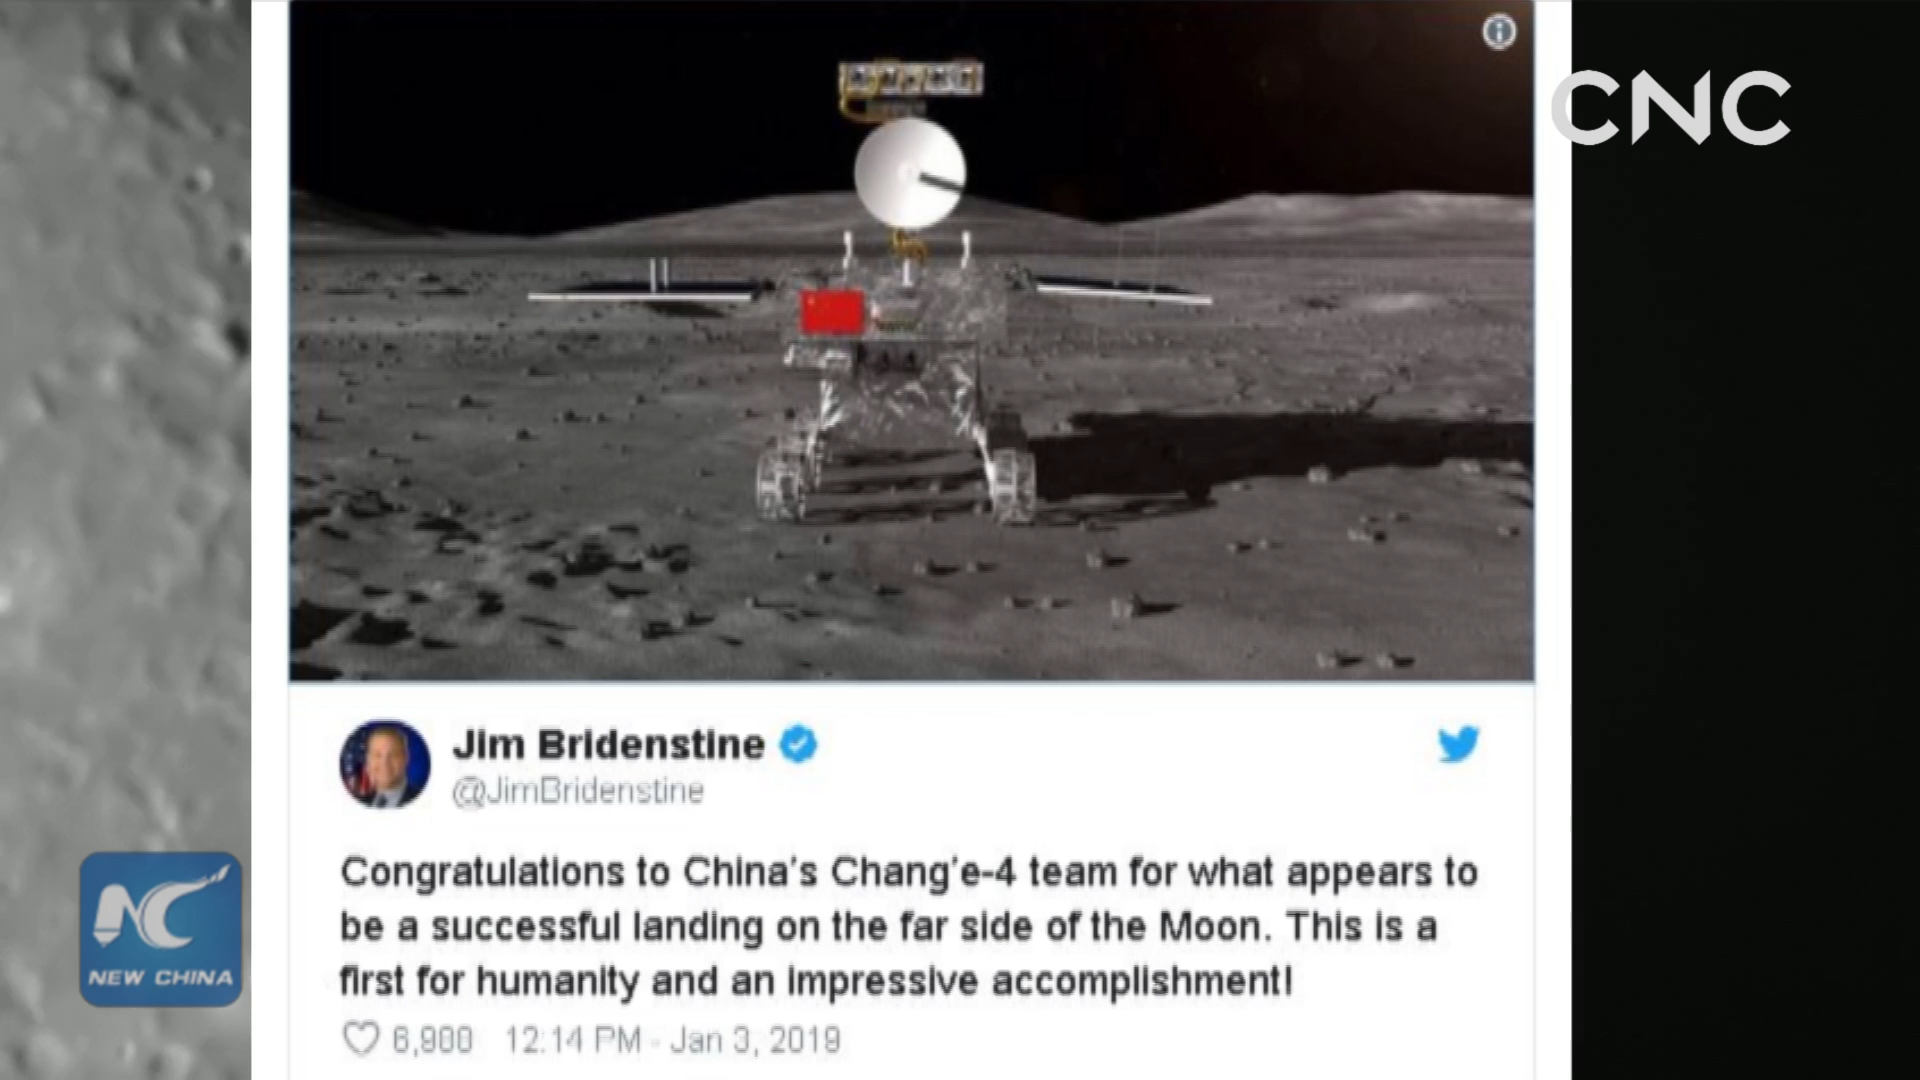 CNC
Jim Bridenstine
@JimBridenstine
Congratulations to China's Chang'e-4 team for what appears to
be a successful landing on the far side of the Moon. This is a
first for humanity and an impressive accomplishment!
6,900 12:14 PM - Jan 3, 2019
NEW CHINA